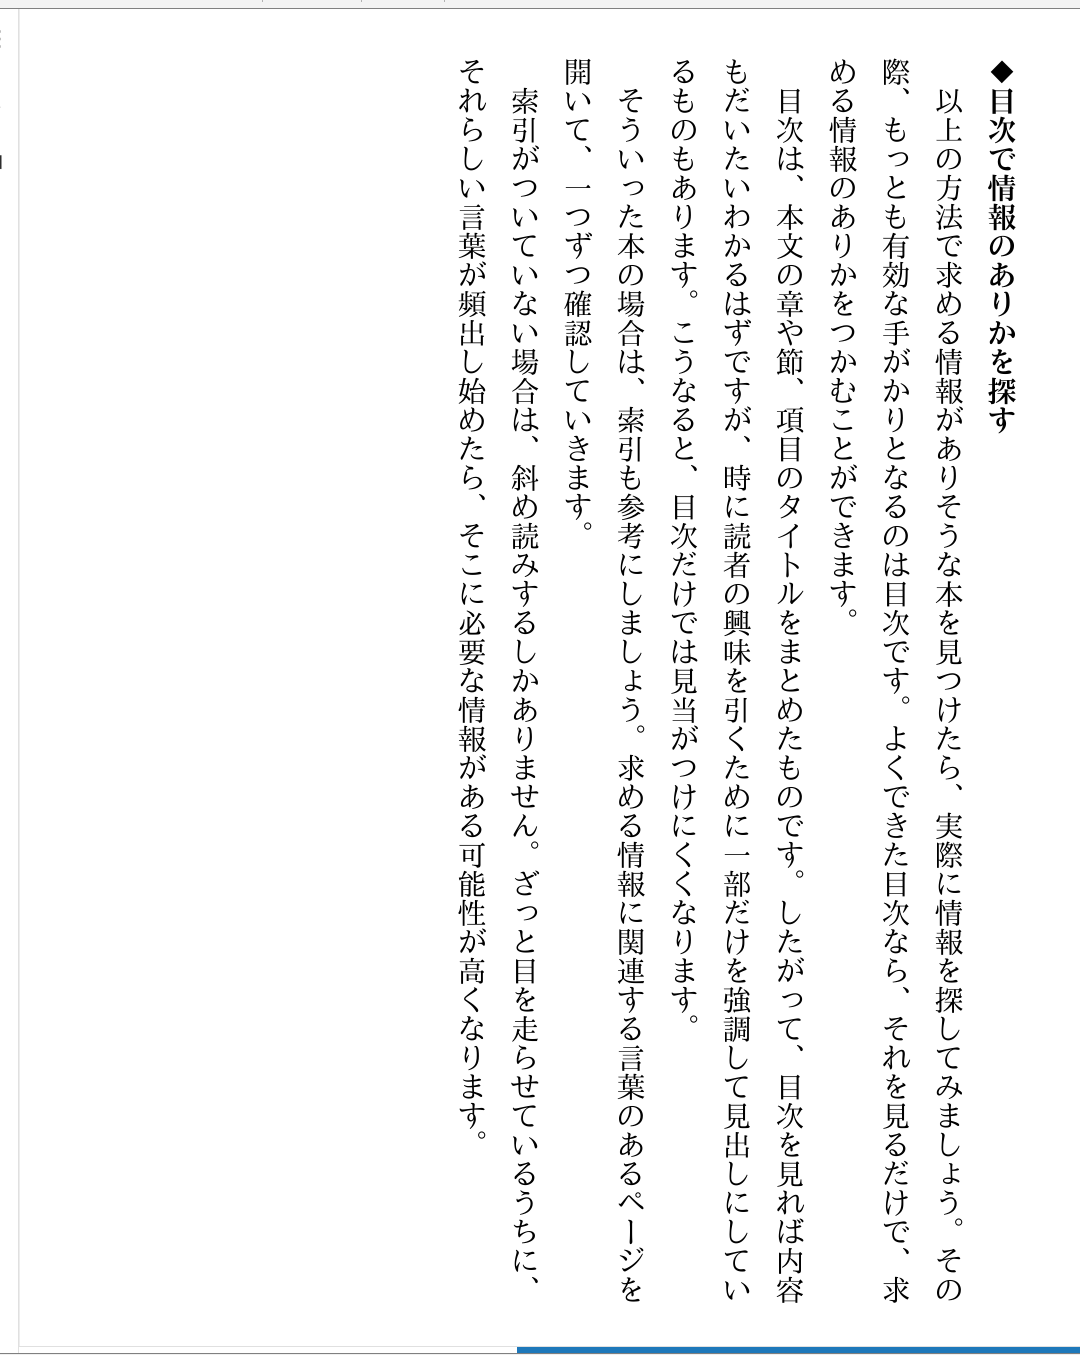 ◆目次で情報のありかを探す
　以上の方法で求める情報がありそうな本を見つけたら、実際に情報を探してみましょう。その
際、もっとも有効な手がかりとなるのは目次です。よくできた目次なら、それを見るだけで、求
める情報のありかをつかむことができます。
　目次は、本文の章や節、項目のタイトルをまとめたものです。したがって、目次を見れば内容
もだいたいわかるはずですが、時に読者の興味を引くために一部だけを強調して見出しにしてい
るものもあります。こうなると、目次だけでは見当がつけにくくなります。
　そういった本の場合は、索引も参考にしましょう。求める情報に関連する言葉のあるページを
開いて、一つずつ確認していきます。
　索引がついていない場合は、斜め読みするしかありません。ざっと目を走らせているうちに、
それらしい言葉が頻出し始めたら、そこに必要な情報がある可能性が高くなります。